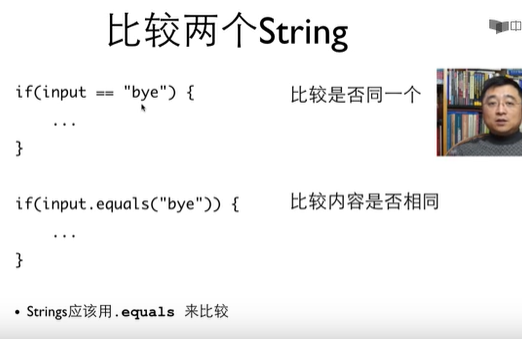 比较两个String
if(input == "bye") {
比较是否同一个
...
}
if(input.equals("bye")) {
比较内容是否相同
...
}
• Strings应该用.equals 来比较